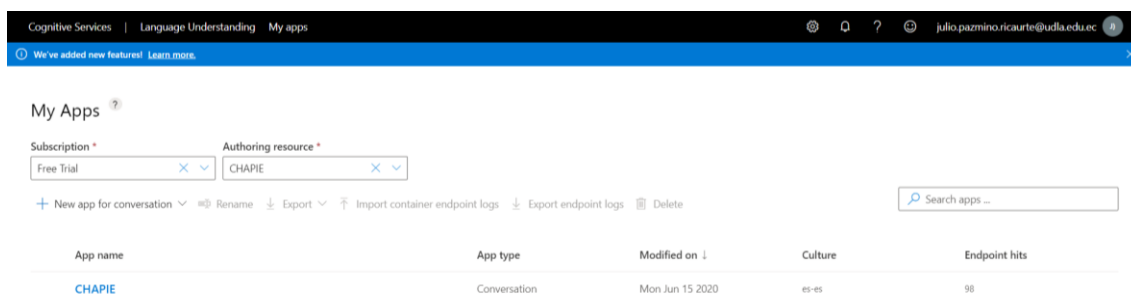 Cognitive Services | Language Understanding My apps ? julio.pazmino.ricaurte@udla.edu.ec
We've added new features! Learn more.
My Apps ?
Subscription * Authoring resource *
Free Trial CHAPIE
New app for conversation Rename Export Import container endpoint logs Export endpoint logs Delete Search apps ...
App name App type Modified on ↓ Culture Endpoint hits
CHAPIE Conversation Mon Jun 15 2020 es-es 98